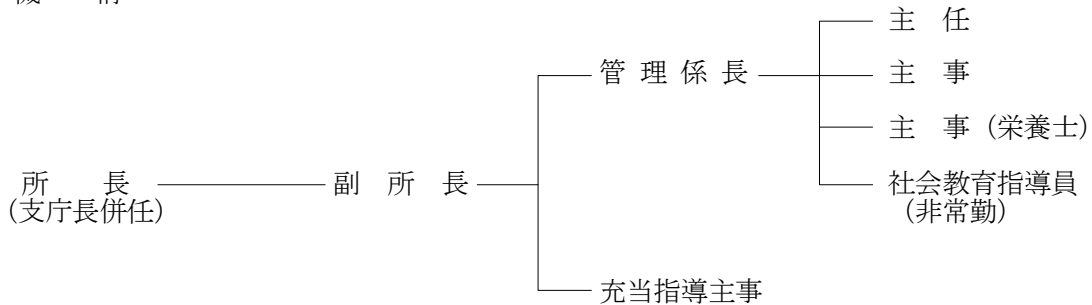 主　任
管 理 係 長
主　事
主　事（栄養士）
所　　長
副　所　長
社会教育指導員
（支庁長併任）
（非常勤）
充当指導主事